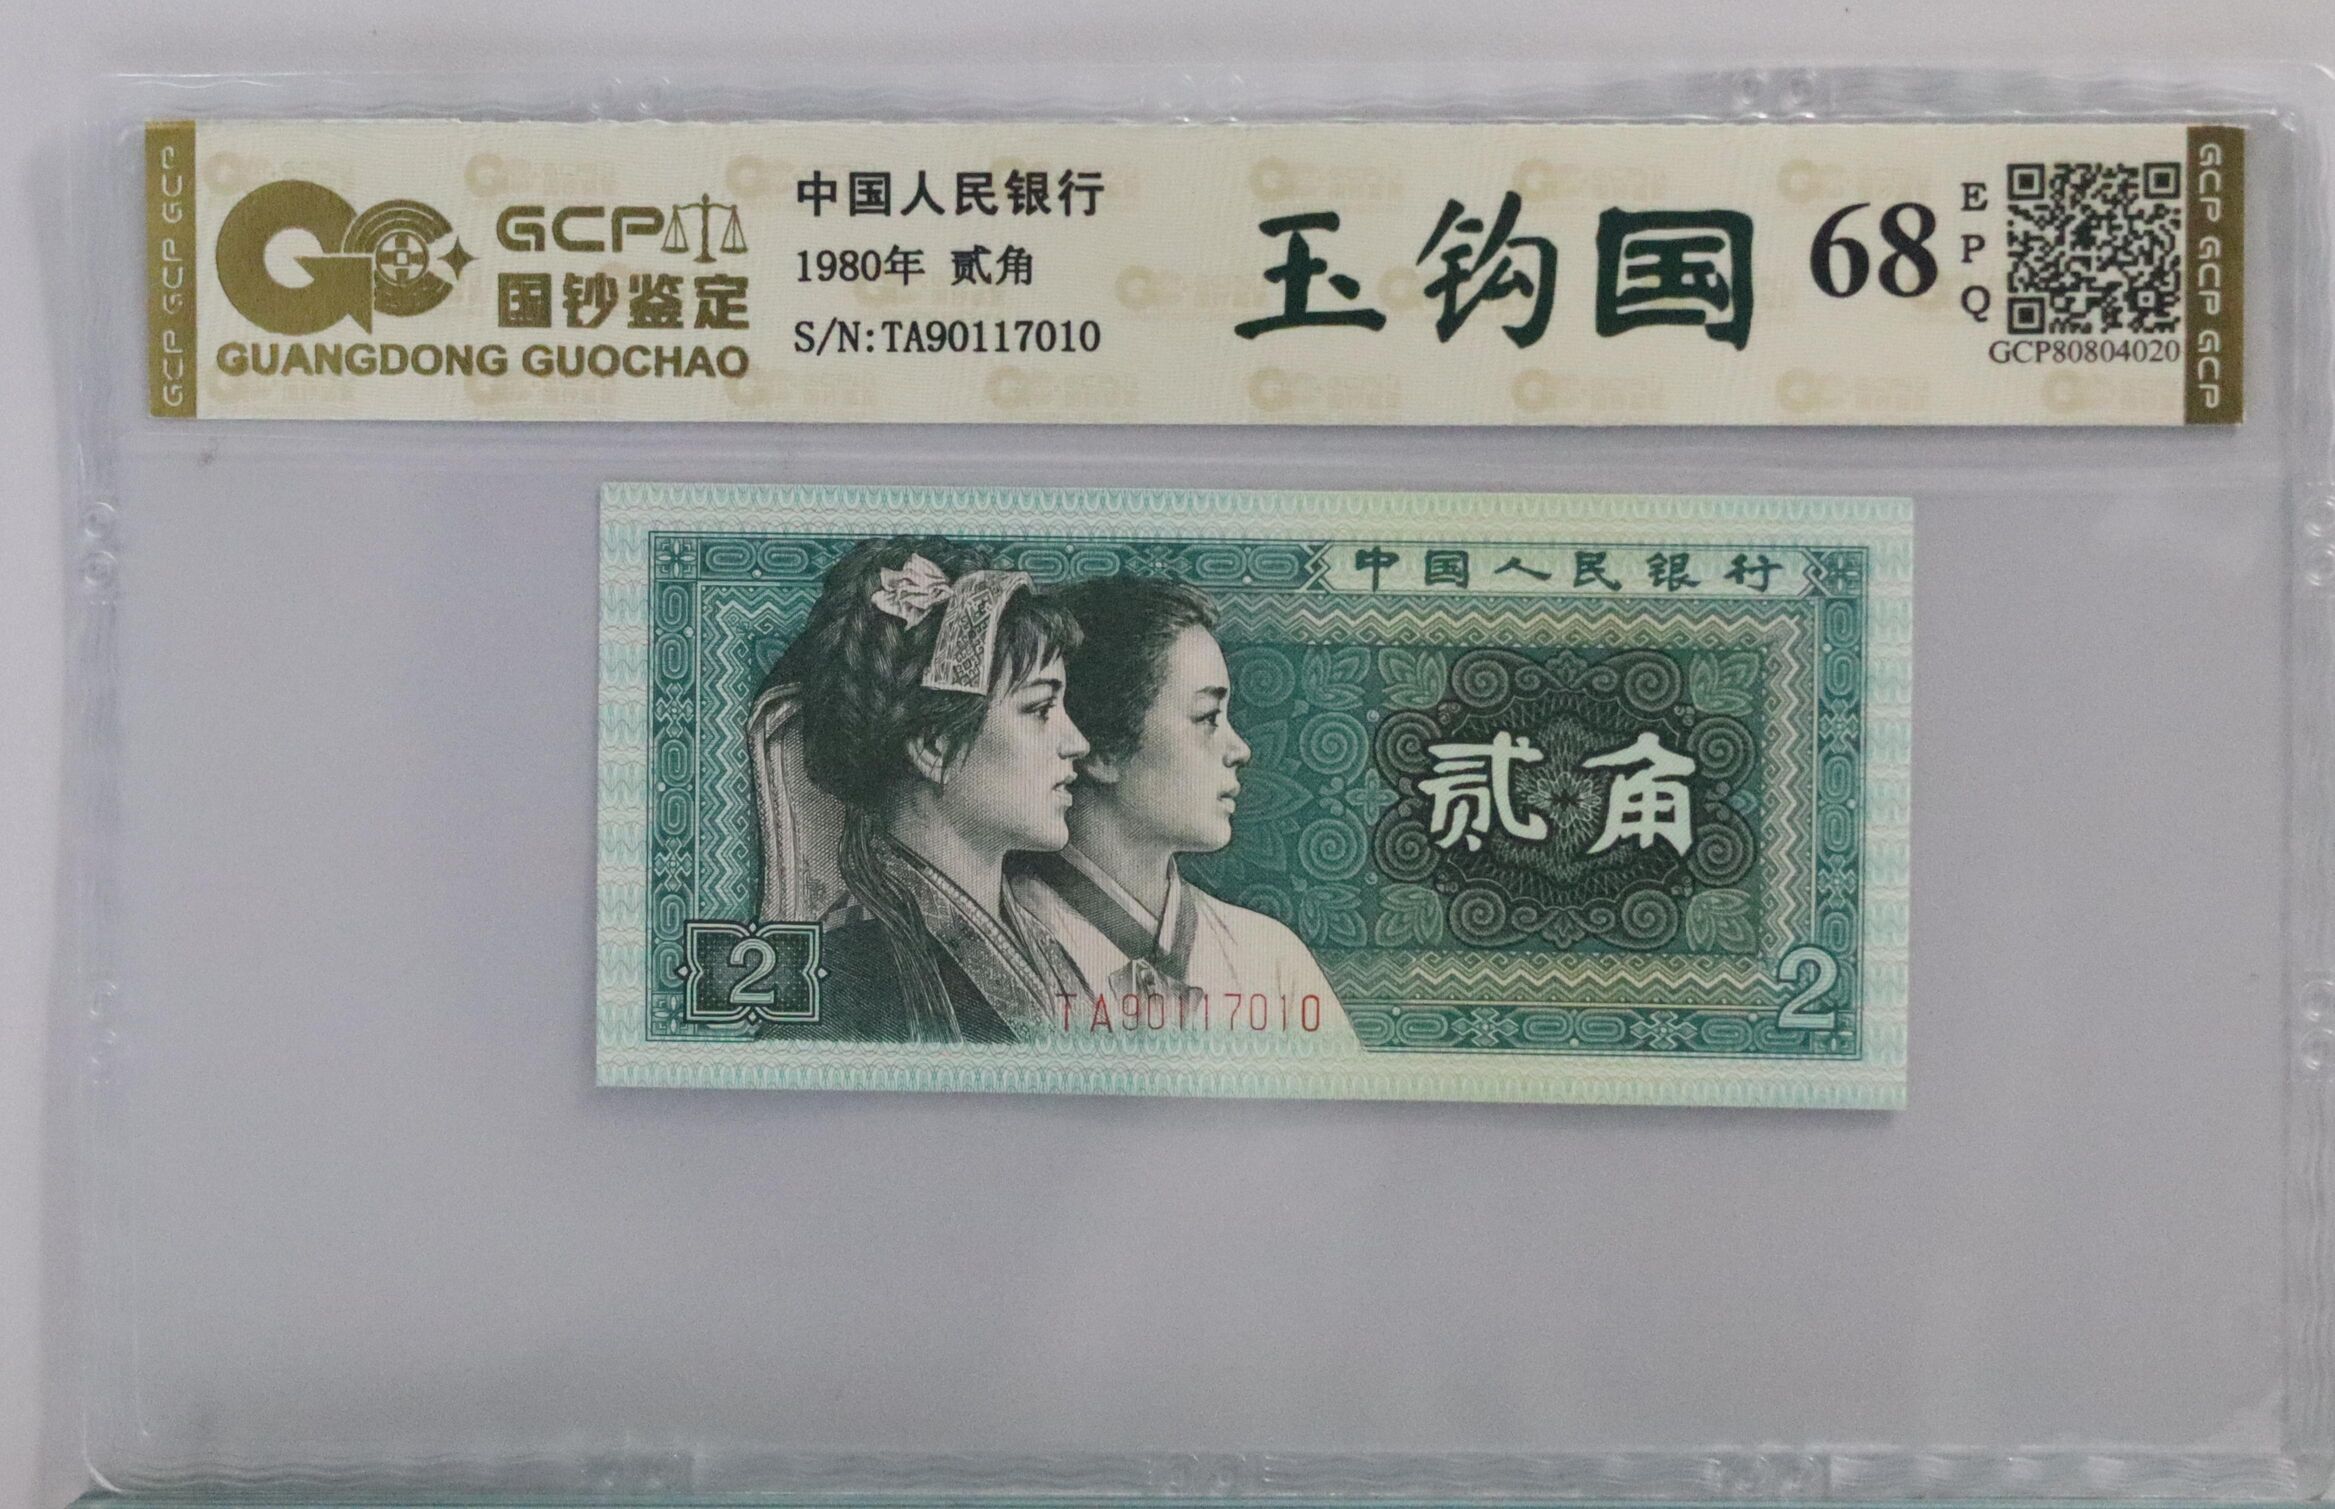 GCP GCP GCP
GCP
国钞鉴定
GUANGDONG GUOCHAO
中国人民银行
1980年 贰角
S/N:TA90117010
玉钩国
68
EPQ
GCP80804020
GCP GCP GCP
中国人民银行
贰角
2
TA90117010
2